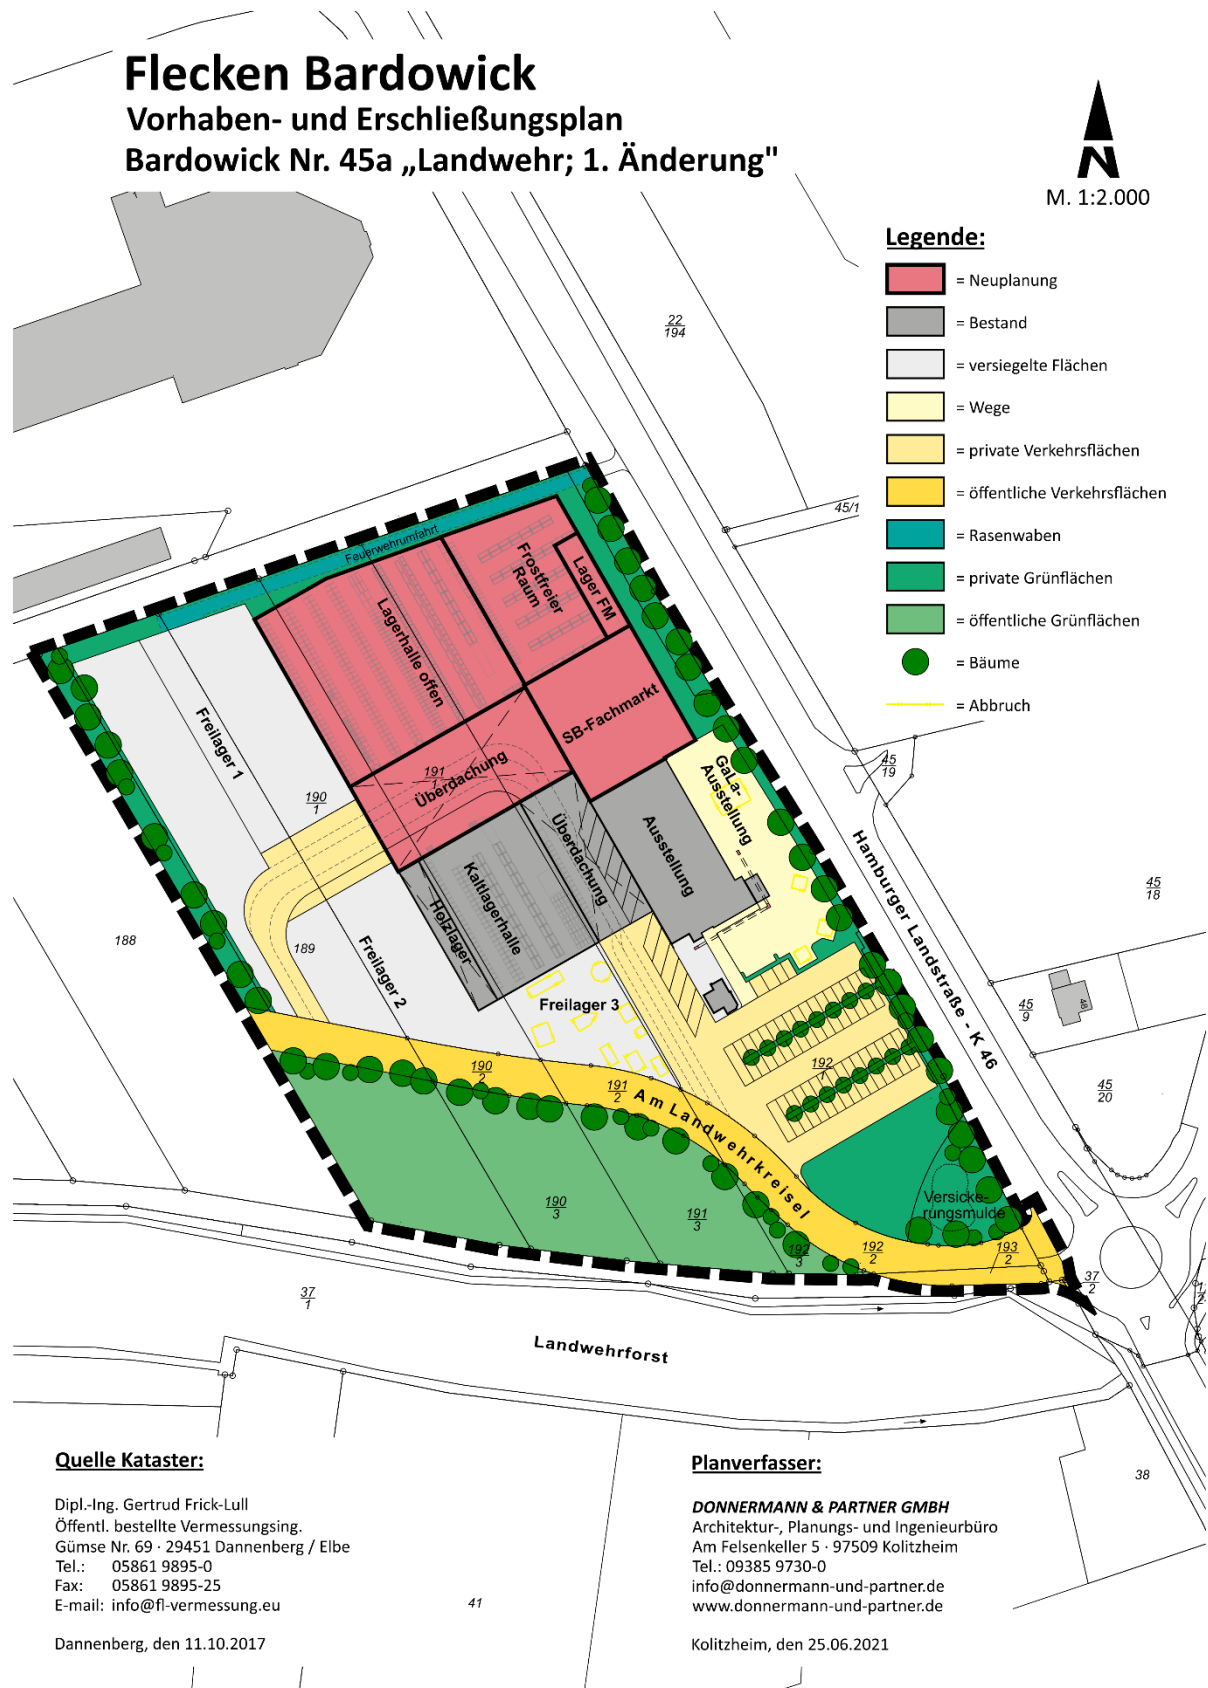 Flecken Bardowick
Vorhaben- und Erschließungsplan
Bardowick Nr. 45a „Landwehr; 1. Änderung"
N
M. 1:2.000
Legende:
= Neuplanung
= Bestand
= versiegelte Flächen
= Wege
= private Verkehrsflächen
= öffentliche Verkehrsflächen
= Rasenwaben
= private Grünflächen
= öffentliche Grünflächen
= Bäume
= Abbruch
22
194
45/1
Feuerwehrumfahrt
Frostfreier
Raum
Lager FM
Lagerhalle offen
SB-Fachmarkt
Freilager 1
191
1
Überdachung
190
1
GaLa-
Ausstellung
45
19
Überdachung
Ausstellung
Kaltlagerhalle
Holzlager
Hamburger Landstraße - K 46
45
18
188
189
Freilager 2
Freilager 3
45
9
48
190
2
191
2
192
1
45
20
Am Landwehrkreisel
Versicke-
rungsmulde
190
3
191
3
192
3
192
2
193
2
37
2
37
1
Landwehrforst
38
41
Quelle Kataster:
Dipl.-Ing. Gertrud Frick-Lull
Öffentl. bestellte Vermessungsing.
Gümse Nr. 69 · 29451 Dannenberg / Elbe
Tel.: 05861 9895-0
Fax: 05861 9895-25
E-mail: info@fl-vermessung.eu
Dannenberg, den 11.10.2017
Planverfasser:
DONNERMANN & PARTNER GMBH
Architektur-, Planungs- und Ingenieurbüro
Am Felsenkeller 5 · 97509 Kolitzheim
Tel.: 09385 9730-0
info@donnermann-und-partner.de
www.donnermann-und-partner.de
Kolitzheim, den 25.06.2021